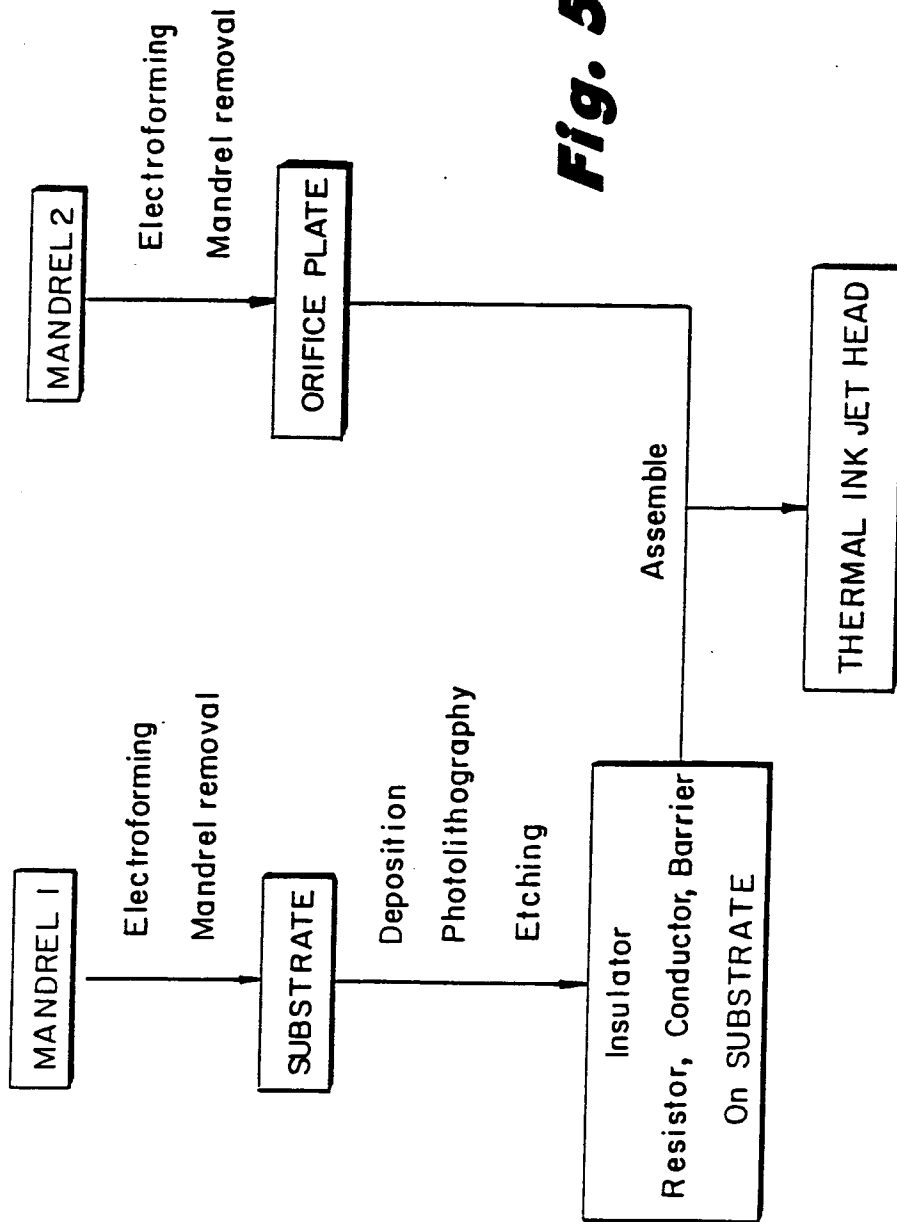 MANDREL 1
Electroforming
Mandrel removal
SUBSTRATE
Deposition
Photolithography
Etching
Insulator
Resistor, Conductor, Barrier
On SUBSTRATE
MANDREL 2
Electroforming
Mandrel removal
ORIFICE PLATE
Assemble
THERMAL INK JET HEAD
Fig. 5